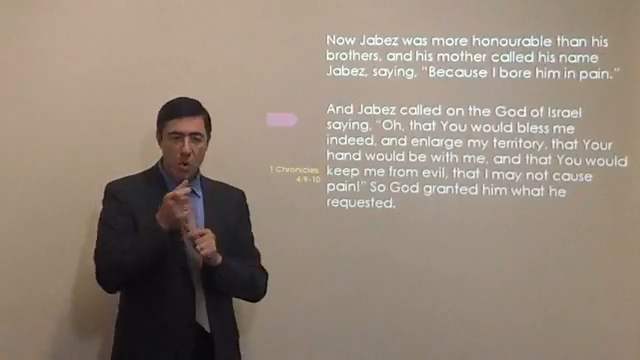 Now Jabez was more honourable than his
brothers, and his mother called his name
Jabez, saying, “Because I bore him in pain.”
And Jabez called on the God of Israel
saying, “Oh, that You would bless me
indeed, and enlarge my territory, that Your
hand would be with me, and that You would
keep me from evil, that I may not cause
pain!” So God granted him what he
requested.
1 Chronicles
4:9-10